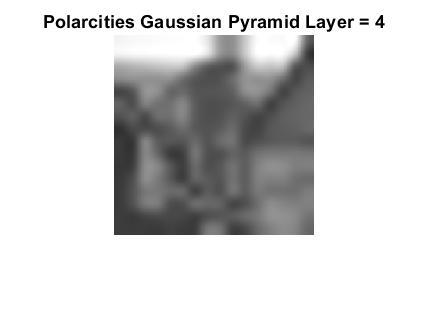 Polarcities Gaussian Pyramid Layer = 4